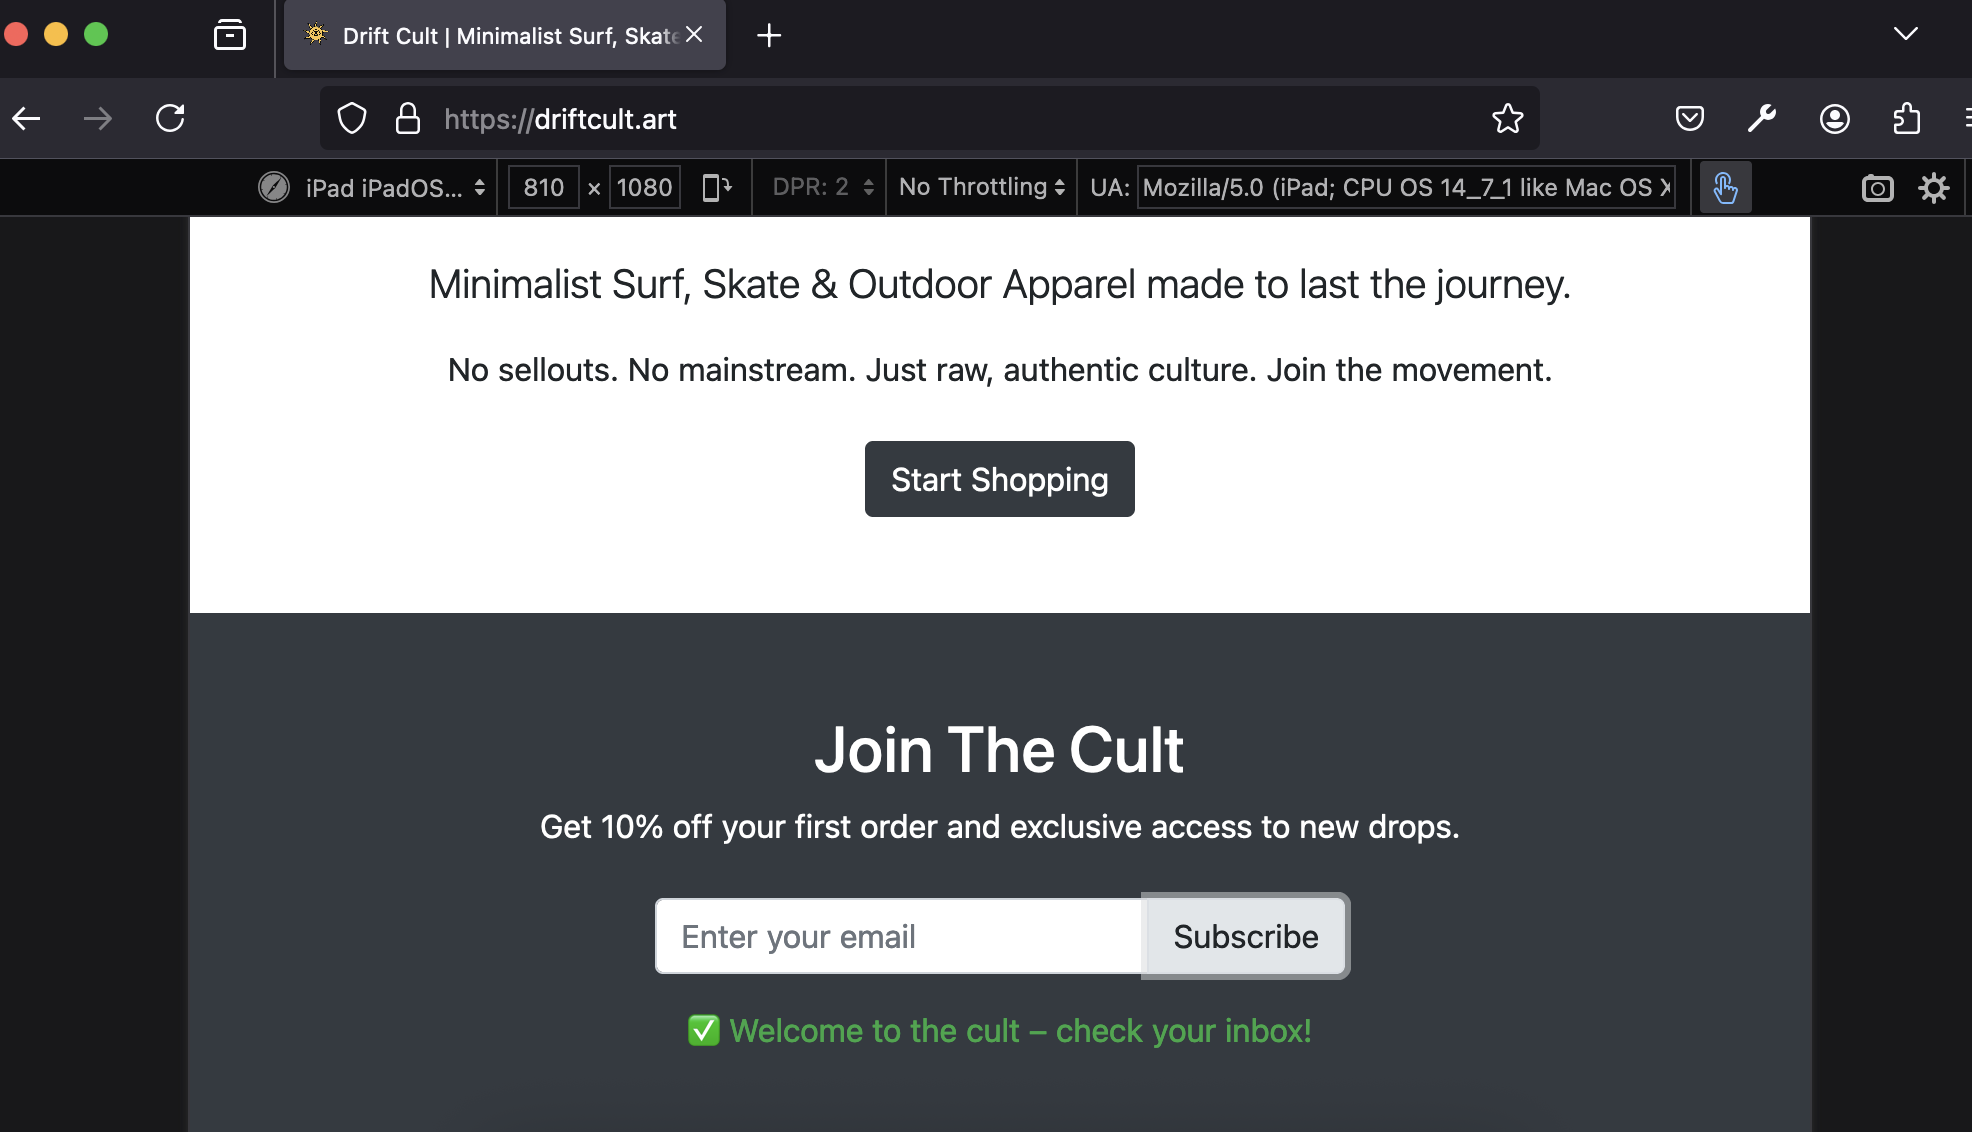 Drift Cult | Minimalist Surf, Skate
https://driftcult.art
iPad iPadOS... 810 × 1080 DPR: 2 No Throttling UA: Mozilla/5.0 (iPad; CPU OS 14_7_1 like Mac OS X
Minimalist Surf, Skate & Outdoor Apparel made to last the journey.
No sellouts. No mainstream. Just raw, authentic culture. Join the movement.
Start Shopping
Join The Cult
Get 10% off your first order and exclusive access to new drops.
Enter your email Subscribe
✅ Welcome to the cult – check your inbox!